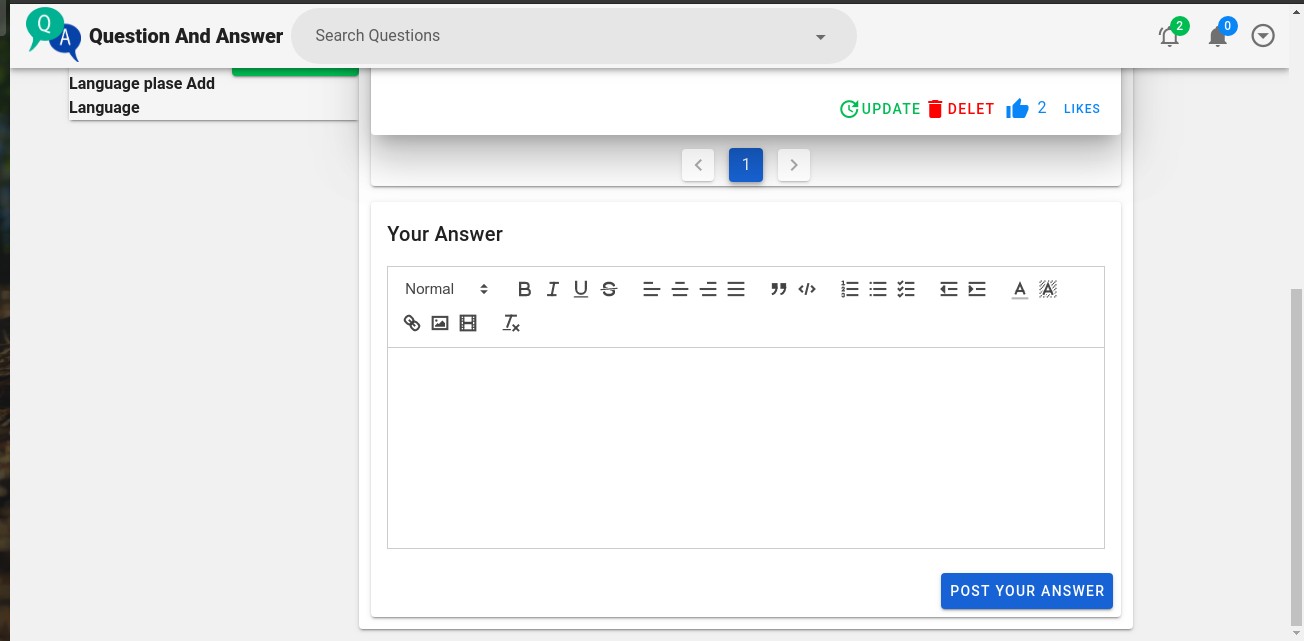 Q
A
Question And Answer
Search Questions
2
0
Language plase Add
Language
UPDATE DELET 2 LIKES
1
Your Answer
Normal
POST YOUR ANSWER